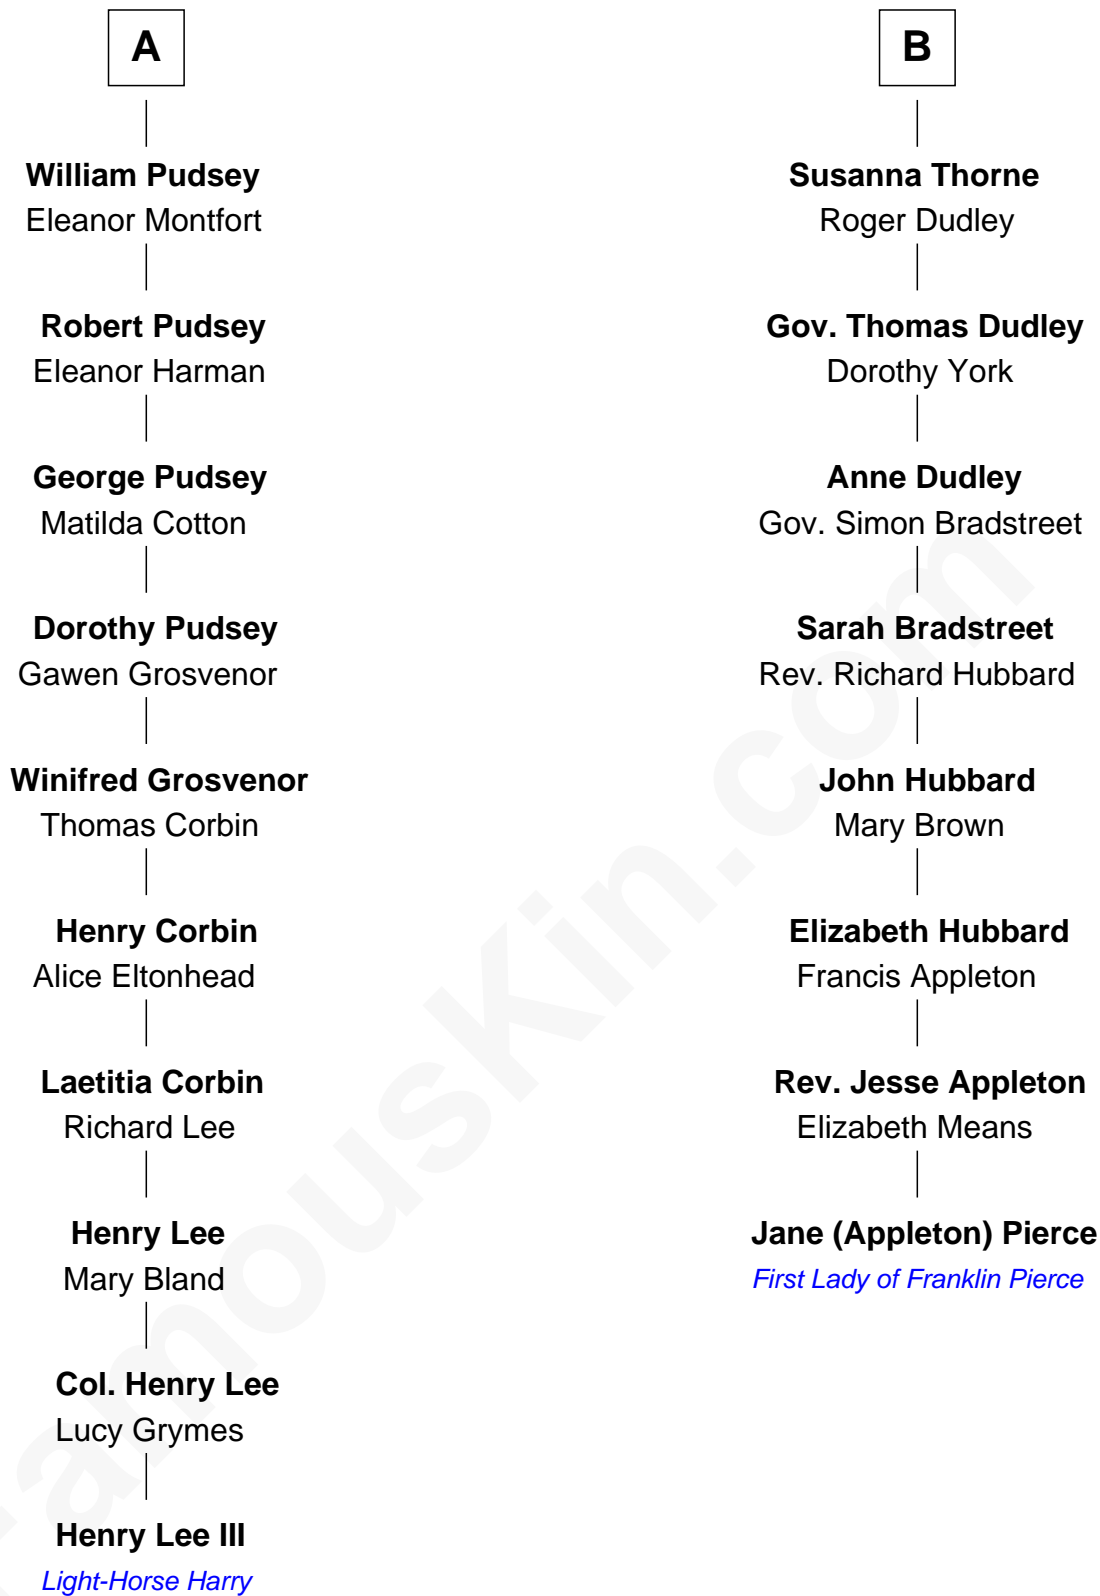 A
William Pudsey
Eleanor Montfort
Robert Pudsey
Eleanor Harman
George Pudsey
Matilda Cotton
Dorothy Pudsey
Gawen Grosvenor
Winifred Grosvenor
Thomas Corbin
Henry Corbin
Alice Eltonhead
Laetitia Corbin
Richard Lee
Henry Lee
Mary Bland
Col. Henry Lee
Lucy Grymes
Henry Lee III
Light-Horse Harry
B
Susanna Thorne
Roger Dudley
Gov. Thomas Dudley
Dorothy York
Anne Dudley
Gov. Simon Bradstreet
Sarah Bradstreet
Rev. Richard Hubbard
John Hubbard
Mary Brown
Elizabeth Hubbard
Francis Appleton
Rev. Jesse Appleton
Elizabeth Means
Jane (Appleton) Pierce
First Lady of Franklin Pierce
FamousKin.com